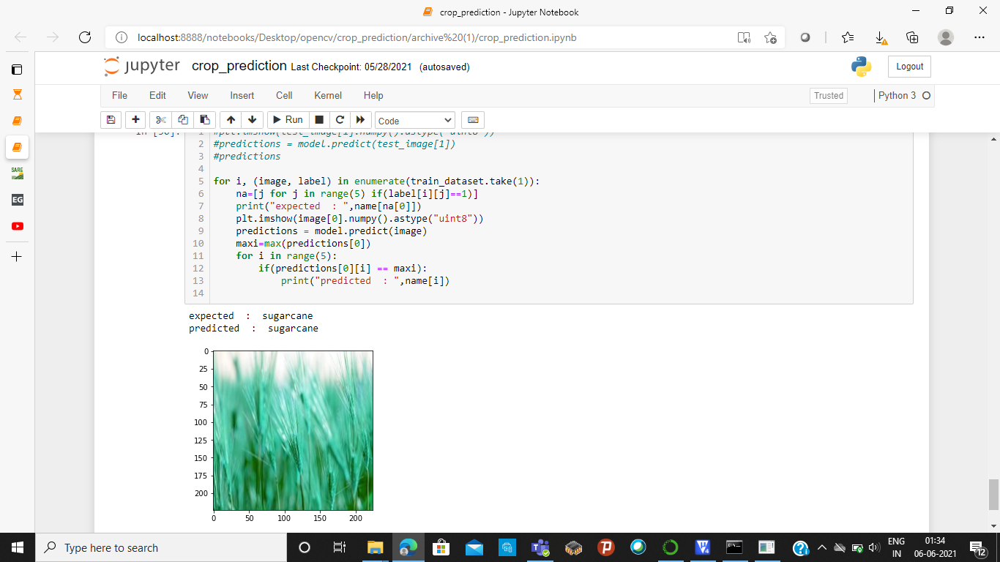 crop_prediction - Jupyter Notebook
localhost:8888/notebooks/Desktop/opencv/crop_prediction/archive%20(1)/crop_prediction.ipynb
jupyter crop_prediction Last Checkpoint: 05/28/2021 (autosaved)
Logout
File Edit View Insert Cell Kernel Help
Trusted
Python 3
Run
Code
SARE
EG
1 #plt.imshow(test_image[1].numpy().astype("uint8"))
2 #predictions = model.predict(test_image[1])
3 #predictions
4
5 for i, (image, label) in enumerate(train_dataset.take(1)):
6 na=[j for j in range(5) if(label[i][j]==1)]
7 print("expected : ",name[na[0]])
8 plt.imshow(image[0].numpy().astype("uint8"))
9 predictions = model.predict(image)
10 maxi=max(predictions[0])
11 for i in range(5):
12 if(predictions[0][i] == maxi):
13 print("predicted : ",name[i])
14
expected : sugarcane
predicted : sugarcane
0
25
50
75
100
125
150
175
200
0 50 100 150 200
Type here to search
ENG
IN
01:34
06-06-2021
12